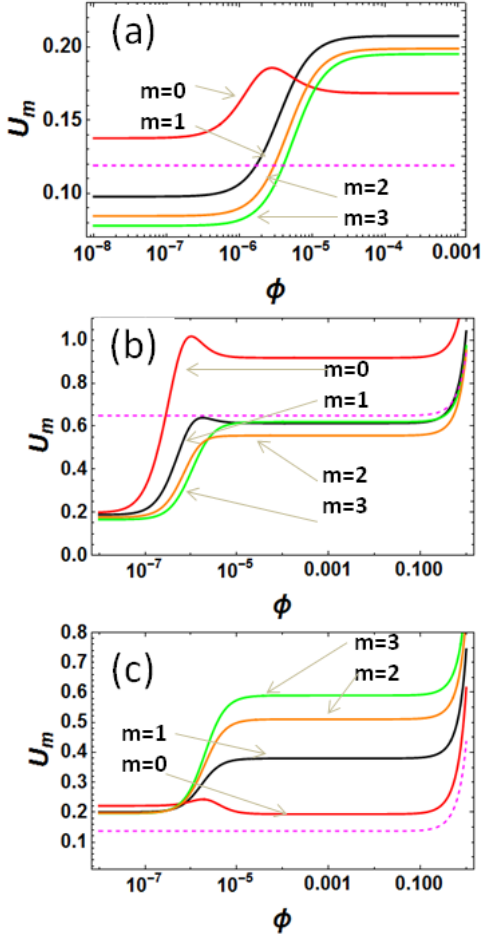 (a)
0.20
0.15
0.10
U_m
m=0
m=1
m=2
m=3
10⁻⁸ 10⁻⁷ 10⁻⁶ 10⁻⁵ 10⁻⁴ 0.001
ϕ
(b)
1.0
0.8
0.6
0.4
0.2
0.0
U_m
m=0
m=1
m=2
m=3
10⁻⁷ 10⁻⁵ 0.001 0.100
ϕ
(c)
0.8
0.7
0.6
0.5
0.4
0.3
0.2
0.1
U_m
m=3
m=2
m=1
m=0
10⁻⁷ 10⁻⁵ 0.001 0.100
ϕ